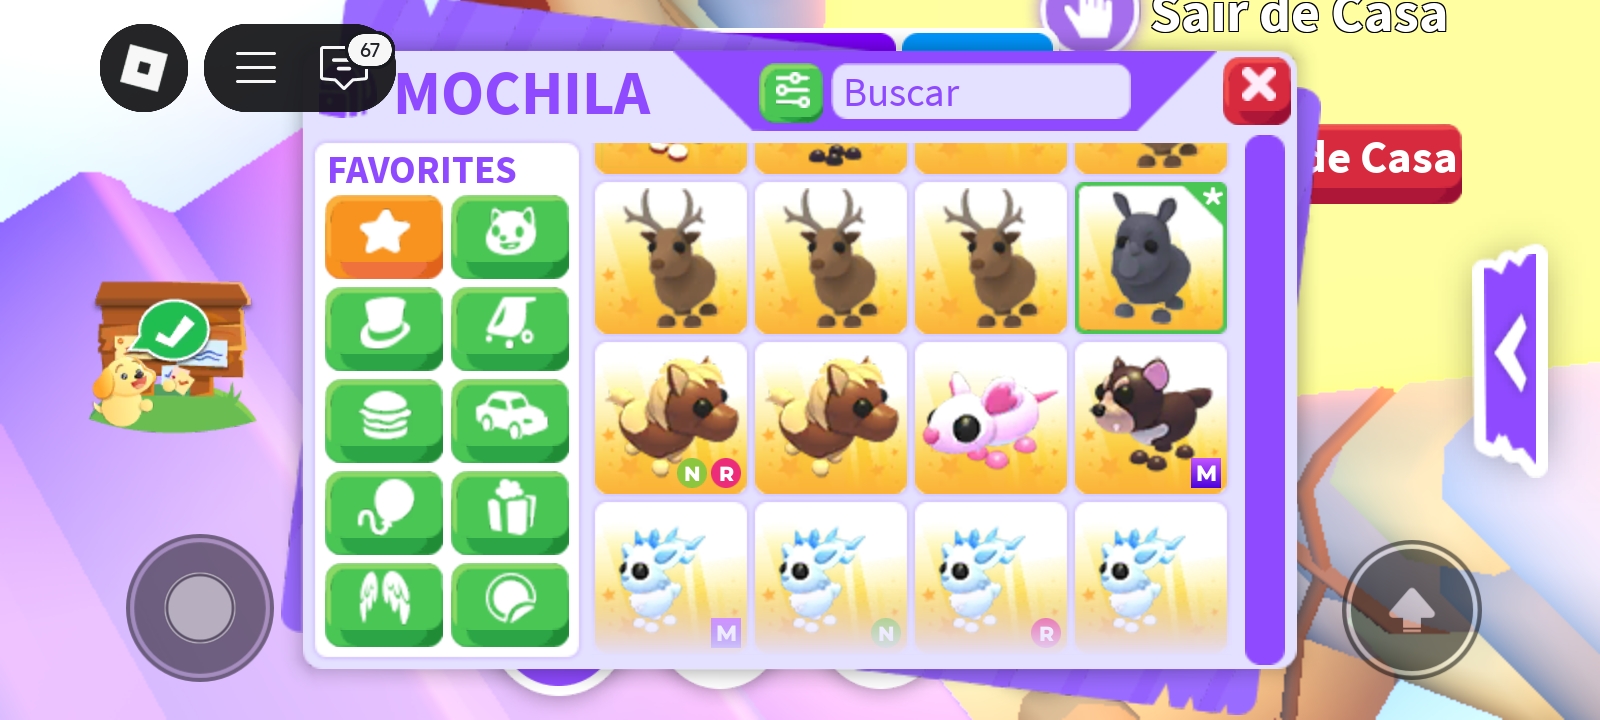 Sair de Casa
67
MOCHILA
Buscar
de Casa
FAVORITES
N R
M
M
N
R